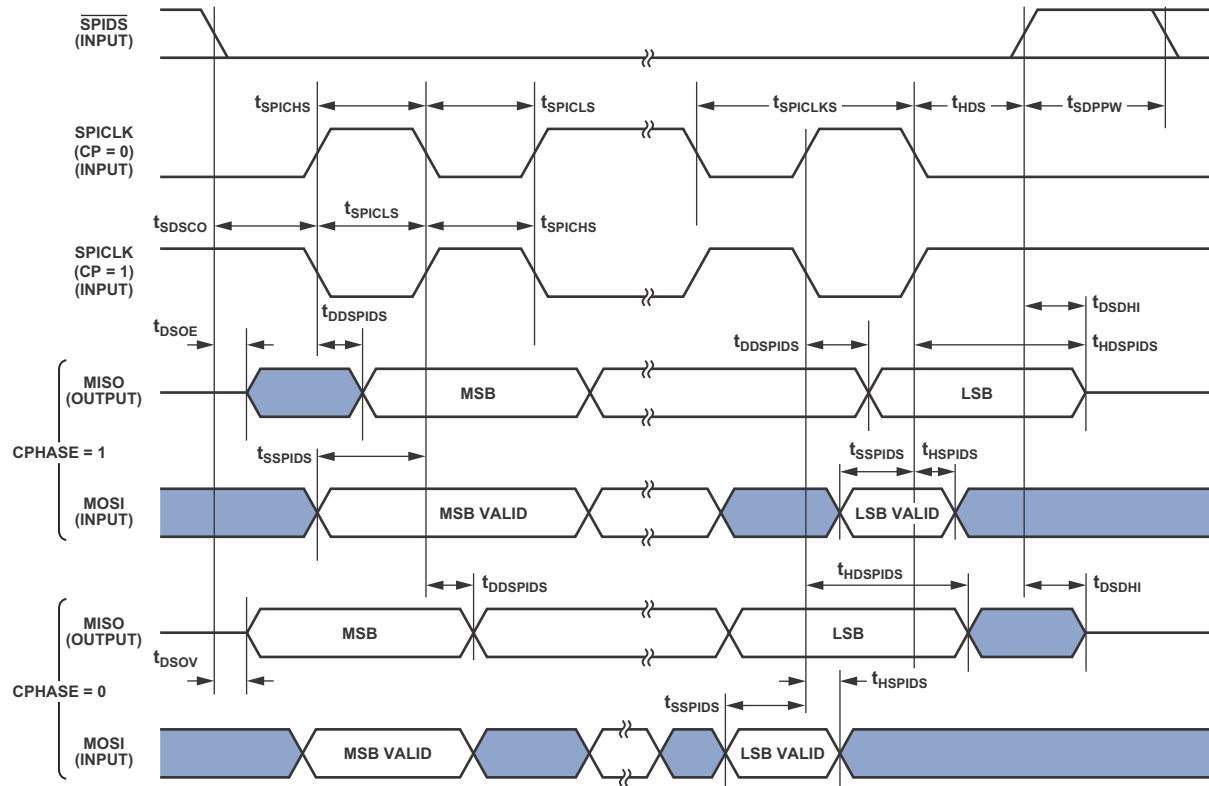 SPIDS
(INPUT)
tSPICHS
tSPICLS
tSPICLKS
tHDS
tSDPPW
SPICLK
(CP = 0)
(INPUT)
tSDSCO
tSPICLS
tSPICHS
SPICLK
(CP = 1)
(INPUT)
tDSOE
tDDSPIDS
tDDSPIDS
tDSDHI
tHDSPIDS
MISO
(OUTPUT)
MSB
LSB
CPHASE = 1
tSSPIDS
tSSPIDS
tHSPIDS
MOSI
(INPUT)
MSB VALID
LSB VALID
tDDSPIDS
tHDSPIDS
tDSDHI
MISO
(OUTPUT)
MSB
LSB
tDSOV
CPHASE = 0
tSSPIDS
tHSPIDS
MOSI
(INPUT)
MSB VALID
LSB VALID